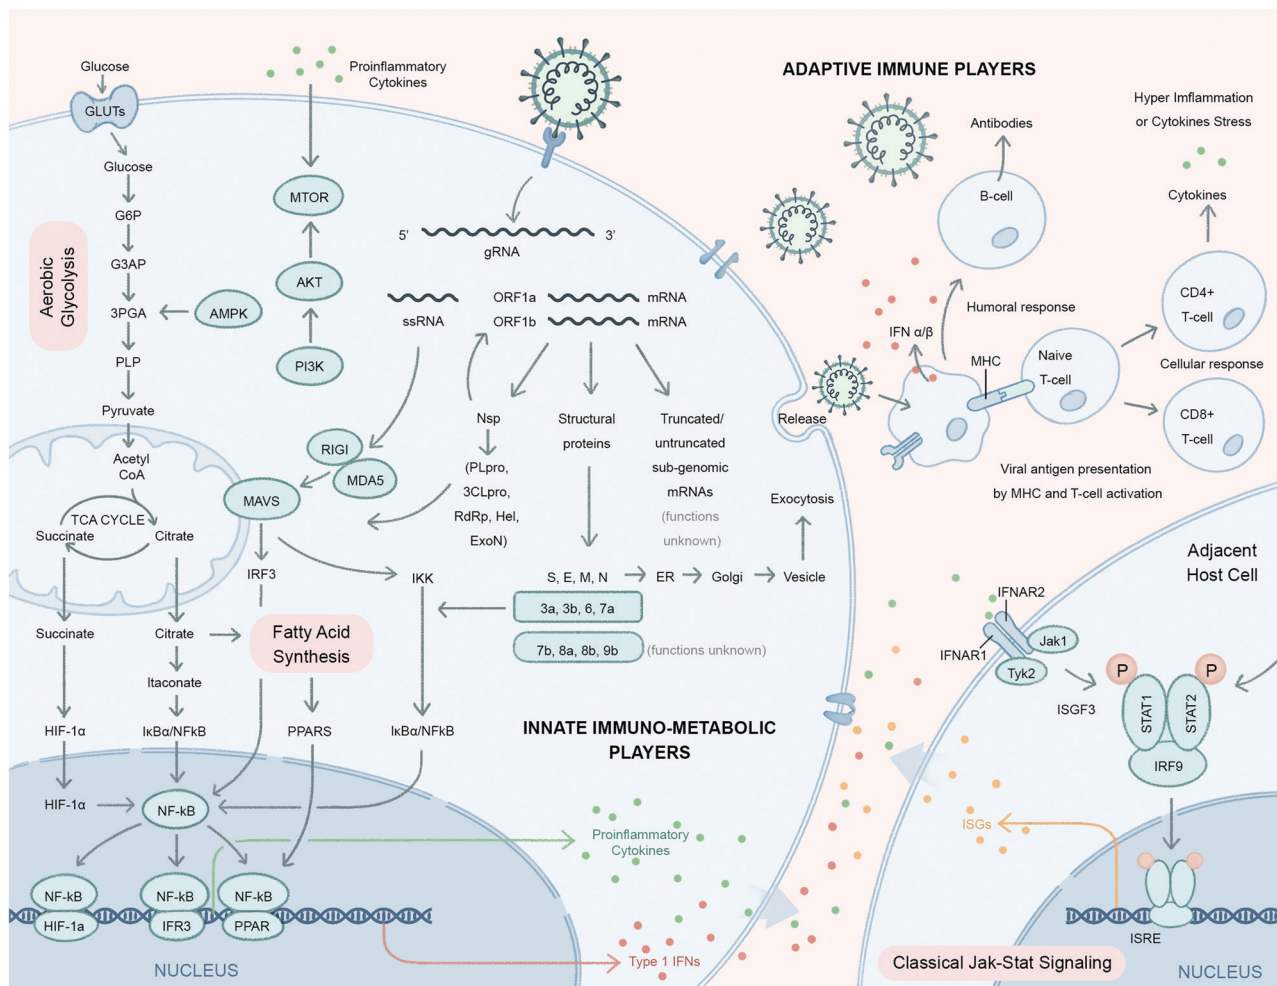 Glucose
GLUTs
Glucose
G6P
G3AP
3PGA
PLP
Pyruvate
Aerobic
Glycolysis
AMPK
Proinflammatory
Cytokines
MTOR
AKT
PI3K
5’
3’
gRNA
ssRNA
ORF1a
mRNA
ORF1b
mRNA
Nsp
(PLpro,
3CLpro,
RdRp, Hel,
ExoN)
Structural
proteins
Truncated/
untruncated
sub-genomic
mRNAs
(functions
unknown)
Release
Exocytosis
RIGI
MDA5
MAVS
Acetyl
CoA
TCA CYCLE
Succinate
Citrate
IRF3
IKK
S, E, M, N
ER
Golgi
Vesicle
3a, 3b, 6, 7a
7b, 8a, 8b, 9b
(functions unknown)
Succinate
Citrate
Fatty Acid
Synthesis
Itaconate
HIF-1α
IκBα/NFkB
PPARS
IκBα/NFkB
INNATE IMMUNO-METABOLIC
PLAYERS
HIF-1α
NF-kB
NF-kB
HIF-1a
NF-kB
IFR3
NF-kB
PPAR
Proinflammatory
Cytokines
Type 1 IFNs
NUCLEUS
ADAPTIVE IMMUNE PLAYERS
Antibodies
B-cell
Hyper Imflammation
or Cytokines Stress
Cytokines
CD4+
T-cell
Humoral response
IFN α/β
MHC
Naive
T-cell
Cellular response
CD8+
T-cell
Viral antigen presentation
by MHC and T-cell activation
Adjacent
Host Cell
IFNAR2
IFNAR1
Jak1
Tyk2
ISGF3
P
P
STAT1
STAT2
IRF9
ISGs
ISRE
Classical Jak-Stat Signaling
NUCLEUS